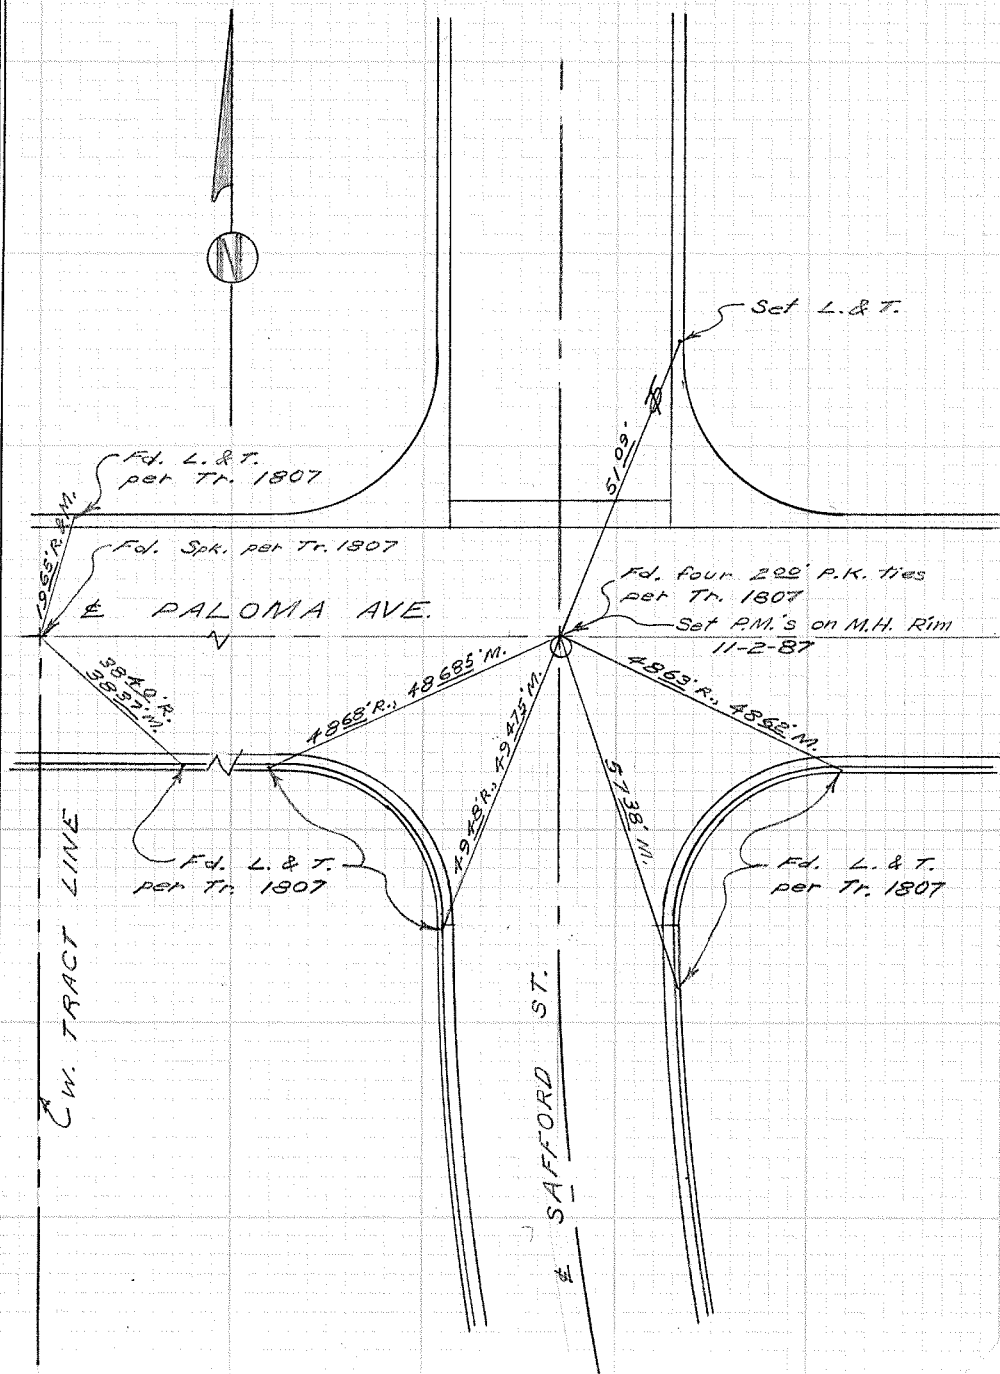 N
Set L. & T.
51 09'
Fd. L. & T.
per Tr. 1807
19 65' R. & M.
Fd. Spk. per Tr. 1807
Fd. four 2 00' P.K. ties
per Tr. 1807
℄ PALOMA AVE.
Set P.M.'s on M.H. Rim
11-2-87
38 40' R.
38 37' M.
48 68' R., 48 685' M.
49 48' R., 49 475' M.
57 38' M.
48 63' R., 48 62' M.
Fd. L. & T.
per Tr. 1807
Fd. L. & T.
per Tr. 1807
W. TRACT LINE
℄ SAFFORD ST.